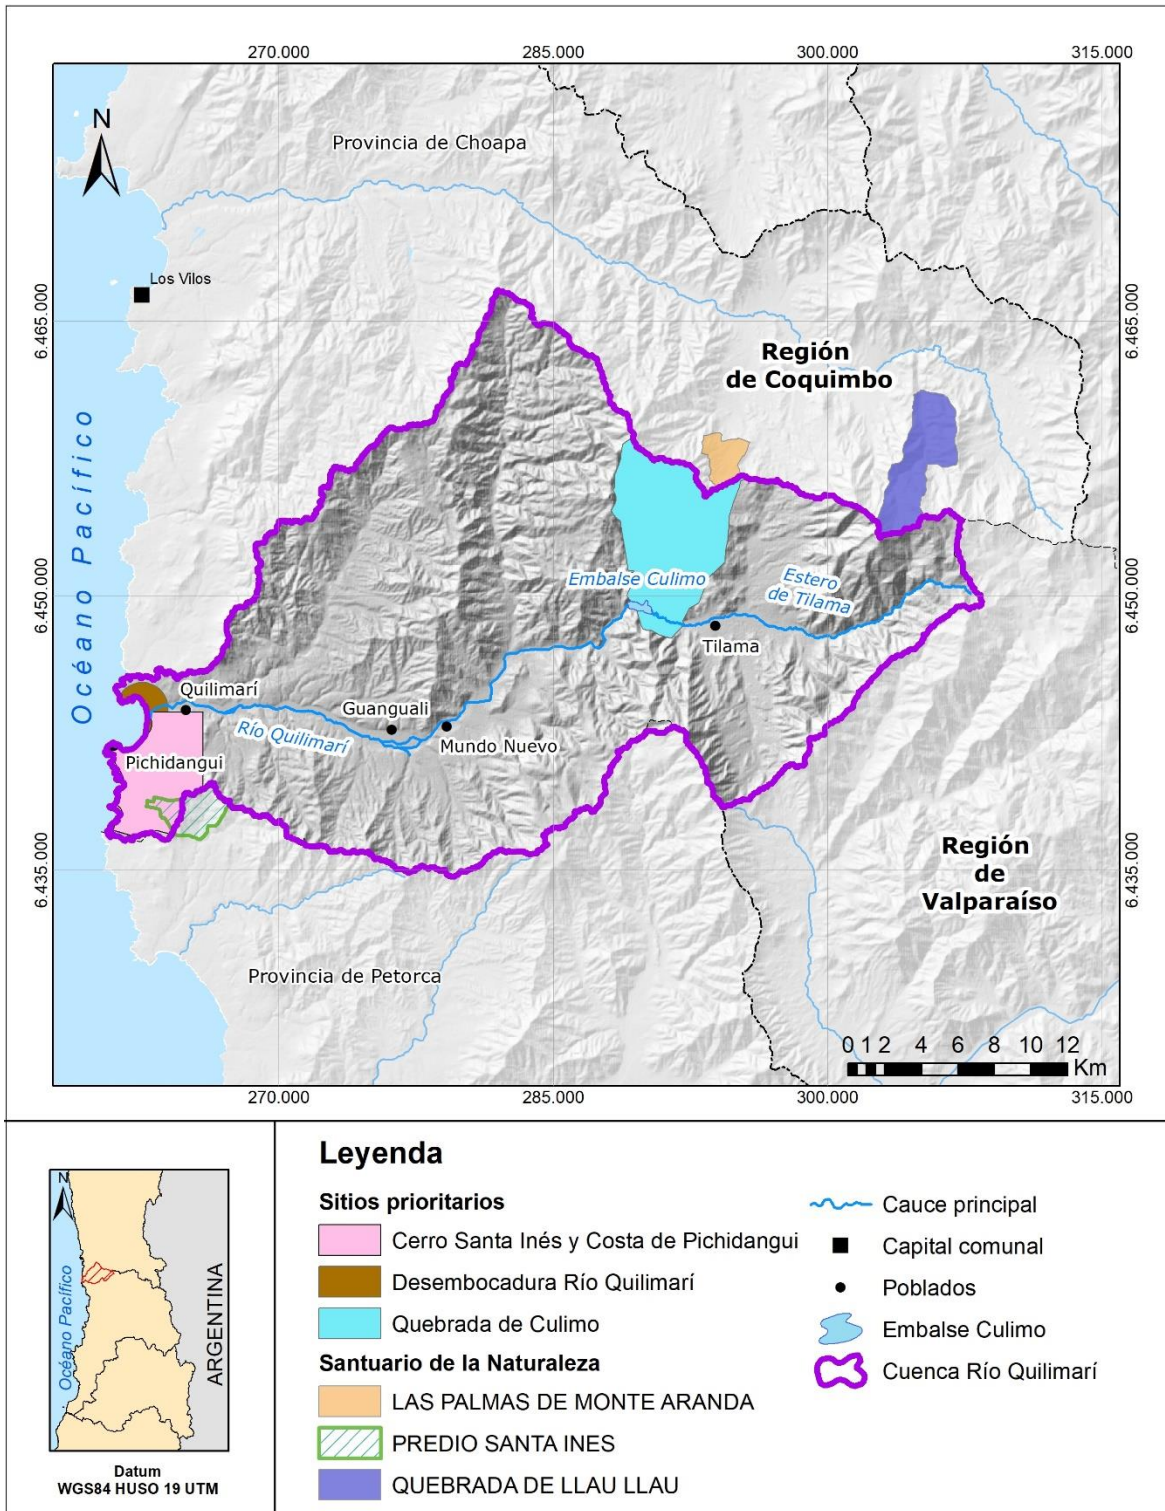 270.000
285.000
300.000
315.000
N
Provincia de Choapa
Los Vilos
6.465.000
6.465.000
Región
de Coquimbo
Océano Pacífico
6.450.000
6.450.000
Embalse Culimo
Estero
de Tilama
Tilama
Quilimarí
Guanguali
Río Quilimarí
Mundo Nuevo
Pichidangui
6.435.000
6.435.000
Región
de
Valparaíso
Provincia de Petorca
0 1 2 4 6 8 10 12
Km
270.000
285.000
300.000
315.000
N
Océano Pacífico
ARGENTINA
Datum
WGS84 HUSO 19 UTM
Leyenda
Sitios prioritarios
Cerro Santa Inés y Costa de Pichidangui
Desembocadura Río Quilimarí
Quebrada de Culimo
Santuario de la Naturaleza
LAS PALMAS DE MONTE ARANDA
PREDIO SANTA INES
QUEBRADA DE LLAU LLAU
Cauce principal
Capital comunal
Poblados
Embalse Culimo
Cuenca Río Quilimarí